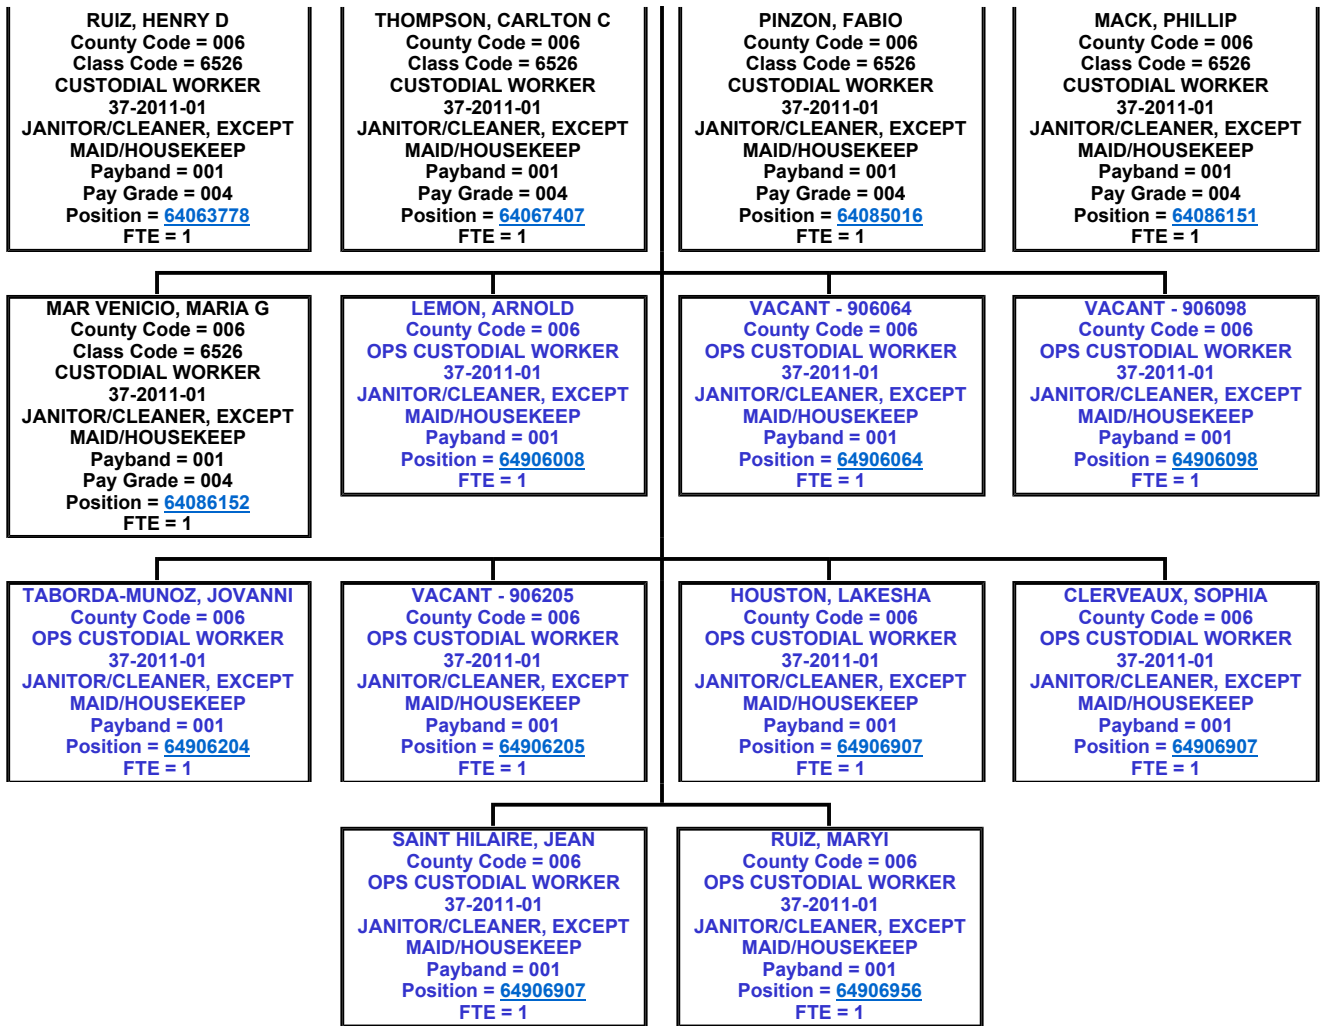 RUIZ, HENRY D
County Code = 006
Class Code = 6526
CUSTODIAL WORKER
37-2011-01
JANITOR/CLEANER, EXCEPT
MAID/HOUSEKEEP
Payband = 001
Pay Grade = 004
Position = 64063778
FTE = 1
THOMPSON, CARLTON C
County Code = 006
Class Code = 6526
CUSTODIAL WORKER
37-2011-01
JANITOR/CLEANER, EXCEPT
MAID/HOUSEKEEP
Payband = 001
Pay Grade = 004
Position = 64067407
FTE = 1
PINZON, FABIO
County Code = 006
Class Code = 6526
CUSTODIAL WORKER
37-2011-01
JANITOR/CLEANER, EXCEPT
MAID/HOUSEKEEP
Payband = 001
Pay Grade = 004
Position = 64085016
FTE = 1
MACK, PHILLIP
County Code = 006
Class Code = 6526
CUSTODIAL WORKER
37-2011-01
JANITOR/CLEANER, EXCEPT
MAID/HOUSEKEEP
Payband = 001
Pay Grade = 004
Position = 64086151
FTE = 1
MAR VENICIO, MARIA G
County Code = 006
Class Code = 6526
CUSTODIAL WORKER
37-2011-01
JANITOR/CLEANER, EXCEPT
MAID/HOUSEKEEP
Payband = 001
Pay Grade = 004
Position = 64086152
FTE = 1
LEMON, ARNOLD
County Code = 006
OPS CUSTODIAL WORKER
37-2011-01
JANITOR/CLEANER, EXCEPT
MAID/HOUSEKEEP
Payband = 001
Position = 64906008
FTE = 1
VACANT - 906064
County Code = 006
OPS CUSTODIAL WORKER
37-2011-01
JANITOR/CLEANER, EXCEPT
MAID/HOUSEKEEP
Payband = 001
Position = 64906064
FTE = 1
VACANT - 906098
County Code = 006
OPS CUSTODIAL WORKER
37-2011-01
JANITOR/CLEANER, EXCEPT
MAID/HOUSEKEEP
Payband = 001
Position = 64906098
FTE = 1
TABORDA-MUNOZ, JOVANNI
County Code = 006
OPS CUSTODIAL WORKER
37-2011-01
JANITOR/CLEANER, EXCEPT
MAID/HOUSEKEEP
Payband = 001
Position = 64906204
FTE = 1
VACANT - 906205
County Code = 006
OPS CUSTODIAL WORKER
37-2011-01
JANITOR/CLEANER, EXCEPT
MAID/HOUSEKEEP
Payband = 001
Position = 64906205
FTE = 1
HOUSTON, LAKESHA
County Code = 006
OPS CUSTODIAL WORKER
37-2011-01
JANITOR/CLEANER, EXCEPT
MAID/HOUSEKEEP
Payband = 001
Position = 64906907
FTE = 1
CLERVEAUX, SOPHIA
County Code = 006
OPS CUSTODIAL WORKER
37-2011-01
JANITOR/CLEANER, EXCEPT
MAID/HOUSEKEEP
Payband = 001
Position = 64906907
FTE = 1
SAINT HILAIRE, JEAN
County Code = 006
OPS CUSTODIAL WORKER
37-2011-01
JANITOR/CLEANER, EXCEPT
MAID/HOUSEKEEP
Payband = 001
Position = 64906907
FTE = 1
RUIZ, MARYI
County Code = 006
OPS CUSTODIAL WORKER
37-2011-01
JANITOR/CLEANER, EXCEPT
MAID/HOUSEKEEP
Payband = 001
Position = 64906956
FTE = 1